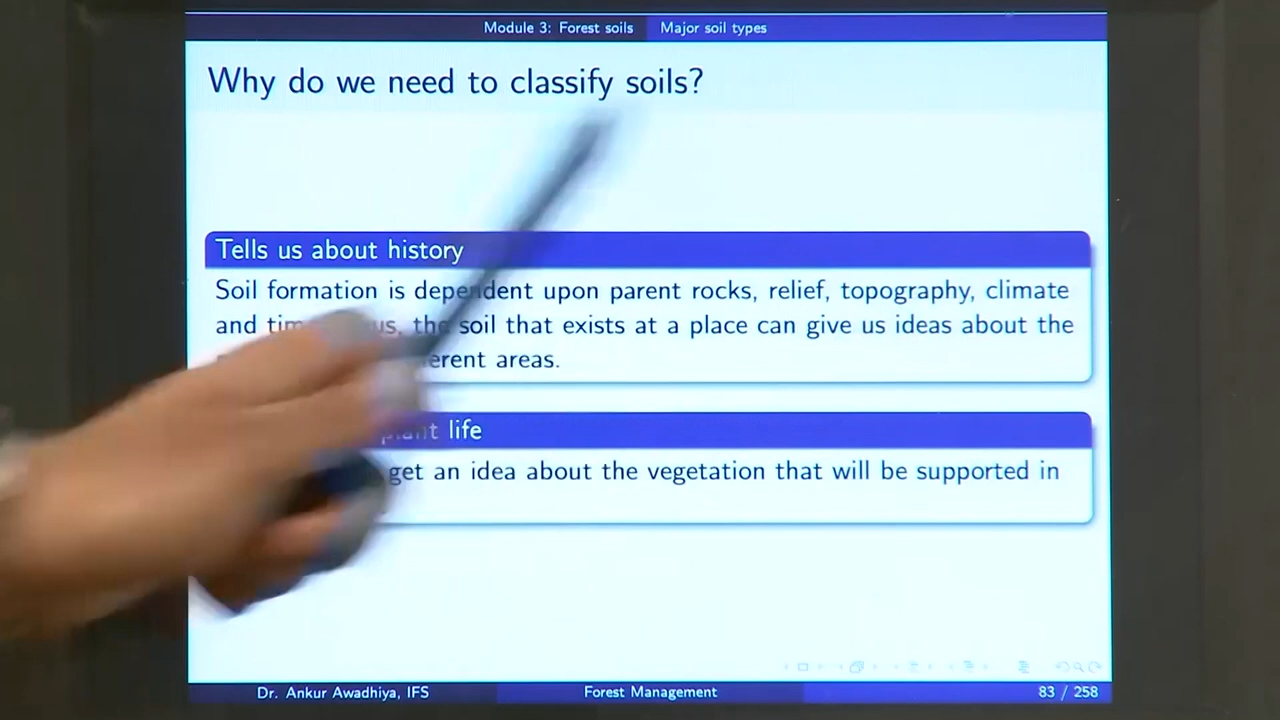 Module 3: Forest soils Major soil types
Why do we need to classify soils?
Tells us about history
Soil formation is dependent upon parent rocks, relief, topography, climate
and the soil that exists at a place can give us ideas about the
areas.
plant life
get an idea about the vegetation that will be supported in
Dr. Ankur Awadhiya, IFS Forest Management 83 / 258